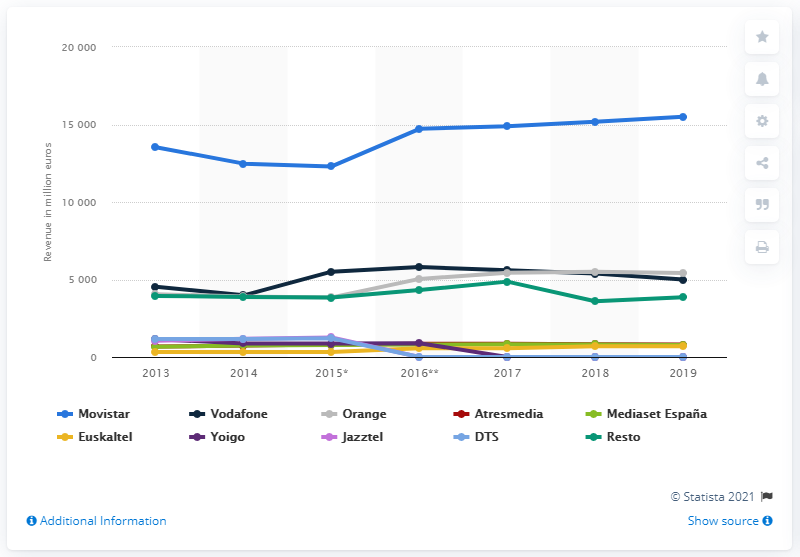 20 000
15 000
10 000
5 000
0
Revenue in million euros
2013 2014 2015* 2016** 2017 2018 2019
Movistar Vodafone Orange Atresmedia Mediaset España
Euskaltel Yoigo Jazztel DTS Resto
© Statista 2021
Additional Information Show source